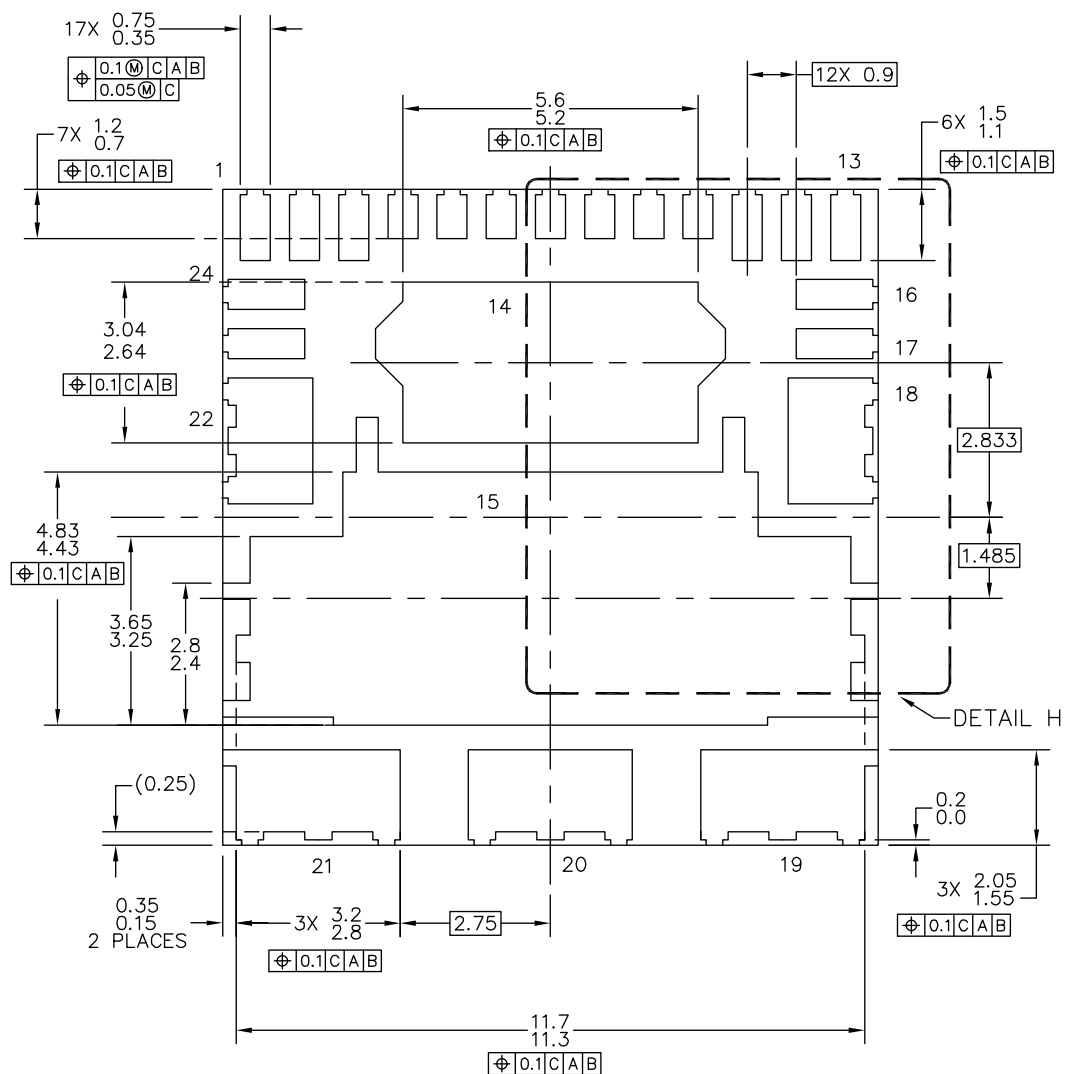 17X 0.75
0.35
⌖ 0.1Ⓜ C A B
0.05Ⓜ C
7X 1.2
0.7
⌖ 0.1 C A B
1
5.6
5.2
⌖ 0.1 C A B
12X 0.9
13
6X 1.5
1.1
⌖ 0.1 C A B
24
14
16
3.04
2.64
⌖ 0.1 C A B
17
22
18
2.833
15
4.83
4.43
⌖ 0.1 C A B
1.485
3.65
3.25
2.8
2.4
DETAIL H
(0.25)
0.2
0.0
21
20
19
3X 2.05
1.55
⌖ 0.1 C A B
0.35
0.15
2 PLACES
3X 3.2
2.8
⌖ 0.1 C A B
2.75
11.7
11.3
⌖ 0.1 C A B